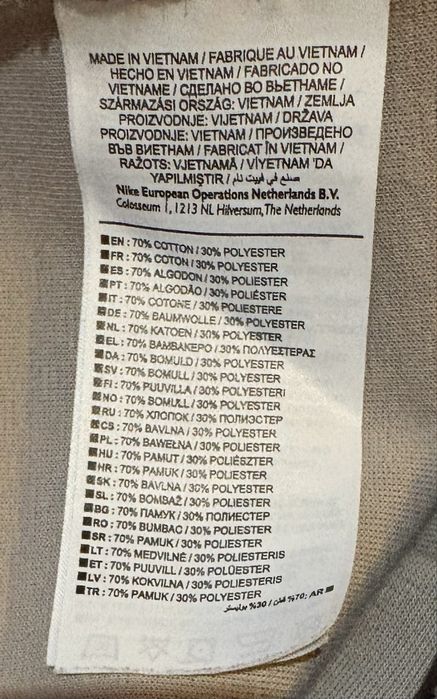 MADE IN VIETNAM / FABRIQUE AU VIETNAM /
HECHO EN VIETNAM / FABRICADO NO
VIETNAME / СДЕЛАНО ВО ВЬЕТНАМЕ /
SZÁRMAZÁSI ORSZÁG: VIETNAM / ZEMLJA
PROIZVODNJE: VIJETNAM / DRŽAVA
PROIZVODNJE: VIETNAM / ПРОИЗВЕДЕНО
ВЪВ ВИЕТНАМ / FABRICAT ÎN VIETNAM /
RAŽOTS: VJETNAMĀ / VİYETNAM 'DA
YAPILMIŞTIR / صنع في فييت نام
Nike European Operations Netherlands B.V.
Colosseum 1, 1213 NL Hilversum, The Netherlands
EN : 70% COTTON / 30% POLYESTER
FR : 70% COTON / 30% POLYESTER
ES : 70% ALGODON / 30% POLIESTER
PT : 70% ALGODÃO / 30% POLIÉSTER
IT : 70% COTONE / 30% POLIESTERE
DE : 70% BAUMWOLLE / 30% POLYESTER
NL : 70% KATOEN / 30% POLYESTER
EL : 70% ΒΑΜΒΑΚΕΡΟ / 30% ΠΟΛΥΕΣΤΕΡΑΣ
DA : 70% BOMULD / 30% POLYESTER
SV : 70% BOMULL / 30% POLYESTER
FI : 70% PUUVILLA / 30% POLYESTERI
NO : 70% BOMULL / 30% POLYESTER
RU : 70% ХЛОПОК / 30% ПОЛИЭСТЕР
CS : 70% BAVLNA / 30% POLYESTER
PL : 70% BAWEŁNA / 30% POLIESTER
HU : 70% PAMUT / 30% POLIÉSZTER
HR : 70% PAMUK / 30% POLIESTER
SK : 70% BAVLNA / 30% POLYESTER
SL : 70% BOMBAŽ / 30% POLIESTER
BG : 70% ПАМУК / 30% ПОЛИЕСТЕР
RO : 70% BUMBAC / 30% POLIESTER
SR : 70% PAMUK / 30% POLIESTER
LT : 70% MEDVILNĖ / 30% POLIESTERIS
ET : 70% PUUVILL / 30% POLÜESTER
LV : 70% KOKVILNA / 30% POLIESTERIS
TR : 70% PAMUK / 30% POLYESTER
AR : 70% قطن / 30% بوليستر